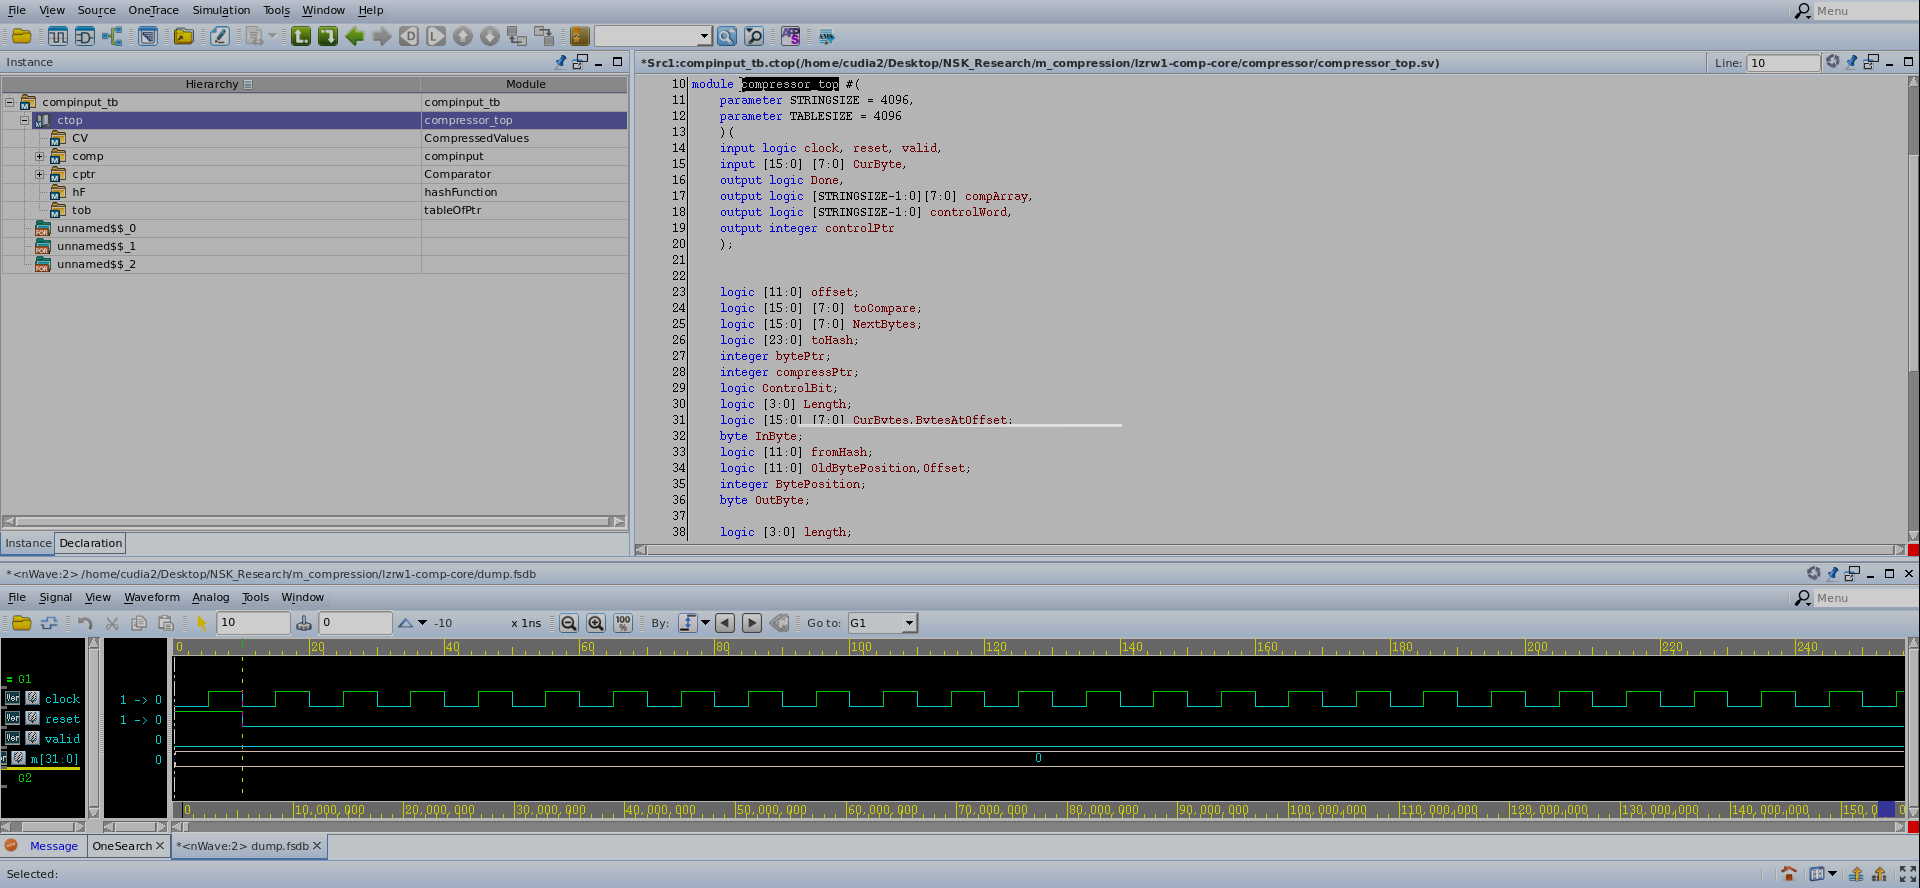 File View Source OneTrace Simulation Tools Window Help
Menu
Instance
*Src1:compinput_tb.ctop(/home/cudia2/Desktop/NSK_Research/m_compression/lzrw1-comp-core/compressor/compressor_top.sv)
Line: 10
Hierarchy Module
compinput_tb compinput_tb
ctop compressor_top
CV CompressedValues
comp compinput
cptr Comparator
hF hashFunction
tob tableOfPtr
unnamed$$_0
unnamed$$_1
unnamed$$_2
Instance Declaration
10 module compressor_top #(
11 parameter STRINGSIZE = 4096,
12 parameter TABLESIZE = 4096
13 )(
14 input logic clock, reset, valid,
15 input [15:0] [7:0] CurByte,
16 output logic Done,
17 output logic [STRINGSIZE-1:0][7:0] compArray,
18 output logic [STRINGSIZE-1:0] controlWord,
19 output integer controlPtr
20 );
21
22
23 logic [11:0] offset;
24 logic [15:0] [7:0] toCompare;
25 logic [15:0] [7:0] NextBytes;
26 logic [23:0] toHash;
27 integer bytePtr;
28 integer compressPtr;
29 logic ControlBit;
30 logic [3:0] Length;
31 logic [15:0] [7:0] CurBytes,BytesAtOffset;
32 byte InByte;
33 logic [11:0] fromHash;
34 logic [11:0] OldBytePosition,Offset;
35 integer BytePosition;
36 byte OutByte;
37
38 logic [3:0] length;
*<nWave:2> /home/cudia2/Desktop/NSK_Research/m_compression/lzrw1-comp-core/dump.fsdb
File Signal View Waveform Analog Tools Window
Menu
10 0 -10 x 1ns 100% By: Go to: G1
0 20 40 60 80 100 120 140 160 180 200 220 240
= G1
clock 1 -> 0
reset 1 -> 0
valid 0
m[31:0] 0 0
G2
0 10,000,000 20,000,000 30,000,000 40,000,000 50,000,000 60,000,000 70,000,000 80,000,000 90,000,000 100,000,000 110,000,000 120,000,000 130,000,000 140,000,000 150,0
Message OneSearch *<nWave:2> dump.fsdb
Selected: